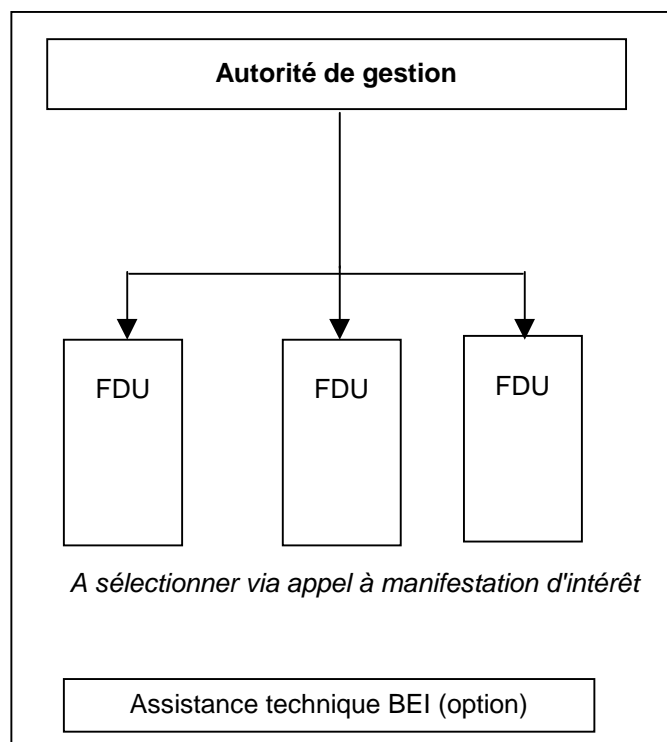 Autorité de gestion
FDU FDU FDU
A sélectionner via appel à manifestation d'intérêt
Assistance technique BEI (option)